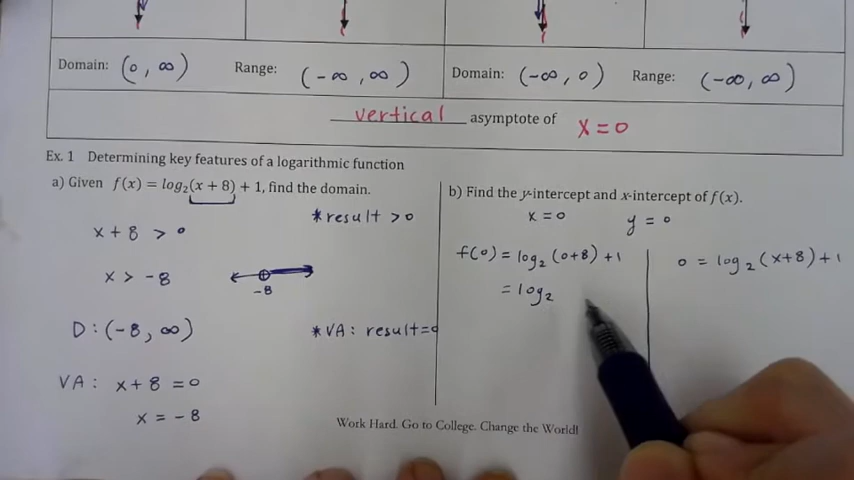 Domain: (0, ∞) Range: (-∞, ∞) Domain: (-∞, 0) Range: (-∞, ∞)
vertical asymptote of x = 0
Ex. 1 Determining key features of a logarithmic function
a) Given f(x) = log₂(x + 8) + 1, find the domain.
*result > 0
x + 8 > 0
x > -8
-8
D: (-8, ∞)
*VA: result = 0
VA: x + 8 = 0
x = -8
b) Find the y-intercept and x-intercept of f(x).
x = 0 y = 0
f(0) = log₂(0+8) + 1
= log₂
0 = log₂(x+8) + 1
Work Hard. Go to College. Change the World!